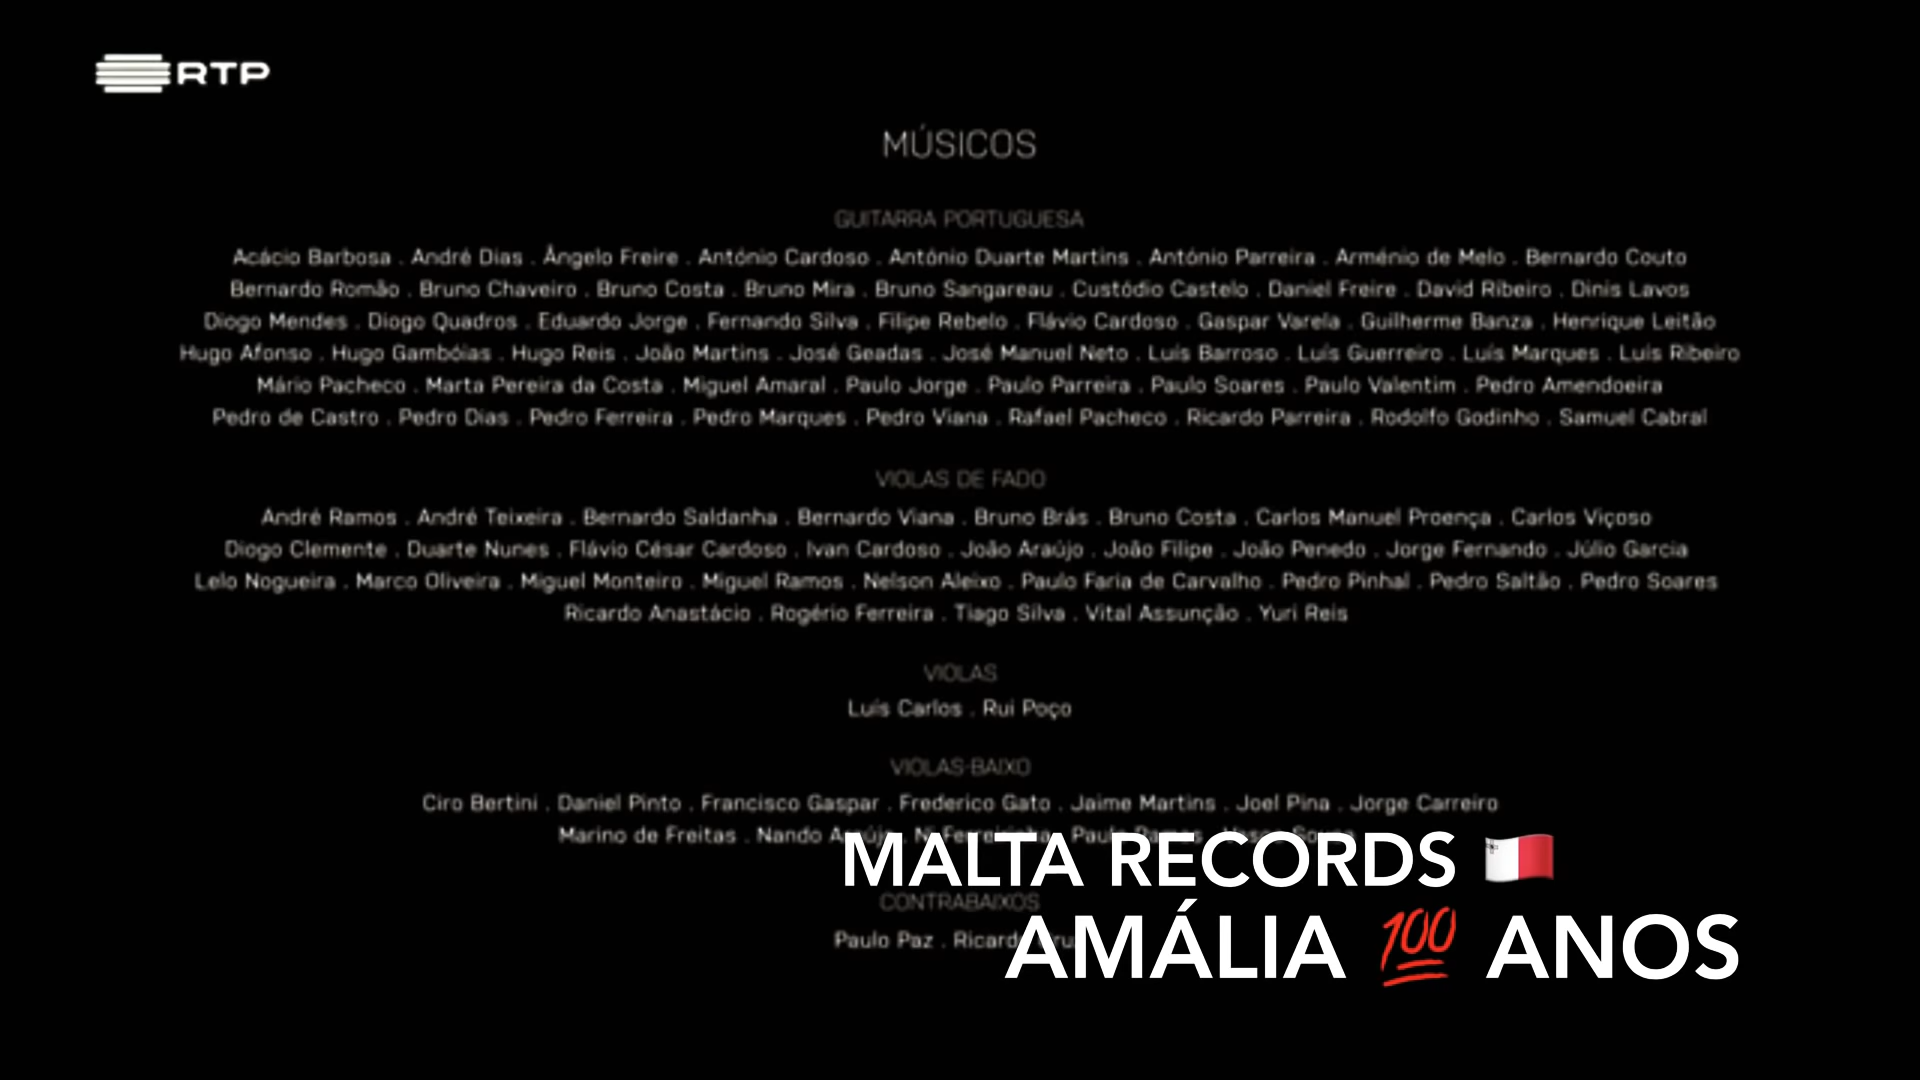 RTP
MÚSICOS
GUITARRA PORTUGUESA
Acácio Barbosa . André Dias . Ângelo Freire . António Cardoso . António Duarte Martins . António Parreira . Arménio de Melo . Bernardo Couto
Bernardo Romão . Bruno Chaveiro . Bruno Costa . Bruno Mira . Bruno Sangareau . Custódio Castelo . Daniel Freire . David Ribeiro . Dinis Lavos
Diogo Mendes . Diogo Quadros . Eduardo Jorge . Fernando Silva . Filipe Rebelo . Flávio Cardoso . Gaspar Varela . Guilherme Banza . Henrique Leitão
Hugo Afonso . Hugo Gambóias . Hugo Reis . João Martins . José Geadas . José Manuel Neto . Luís Barroso . Luís Guerreiro . Luís Marques . Luís Ribeiro
Mário Pacheco . Marta Pereira da Costa . Miguel Amaral . Paulo Jorge . Paulo Parreira . Paulo Soares . Paulo Valentim . Pedro Amendoeira
Pedro de Castro . Pedro Dias . Pedro Ferreira . Pedro Marques . Pedro Viana . Rafael Pacheco . Ricardo Parreira . Rodolfo Godinho . Samuel Cabral
VIOLAS DE FADO
André Ramos . André Teixeira . Bernardo Saldanha . Bernardo Viana . Bruno Brás . Bruno Costa . Carlos Manuel Proença . Carlos Viçoso
Diogo Clemente . Duarte Nunes . Flávio César Cardoso . Ivan Cardoso . João Araújo . João Filipe . João Penedo . Jorge Fernando . Júlio Garcia
Lelo Nogueira . Marco Oliveira . Miguel Monteiro . Miguel Ramos . Nelson Aleixo . Paulo Faria de Carvalho . Pedro Pinhal . Pedro Saltão . Pedro Soares
Ricardo Anastácio . Rogério Ferreira . Tiago Silva . Vital Assunção . Yuri Reis
VIOLAS
Luís Carlos . Rui Poço
VIOLAS-BAIXO
Ciro Bertini . Daniel Pinto . Francisco Gaspar . Frederico Gato . Jaime Martins . Joel Pina . Jorge Carreiro
Marino de Freitas . Nando
MALTA RECORDS 🇲🇹
CONTRABAIXOS
Paulo Paz .
AMÁLIA 💯 ANOS